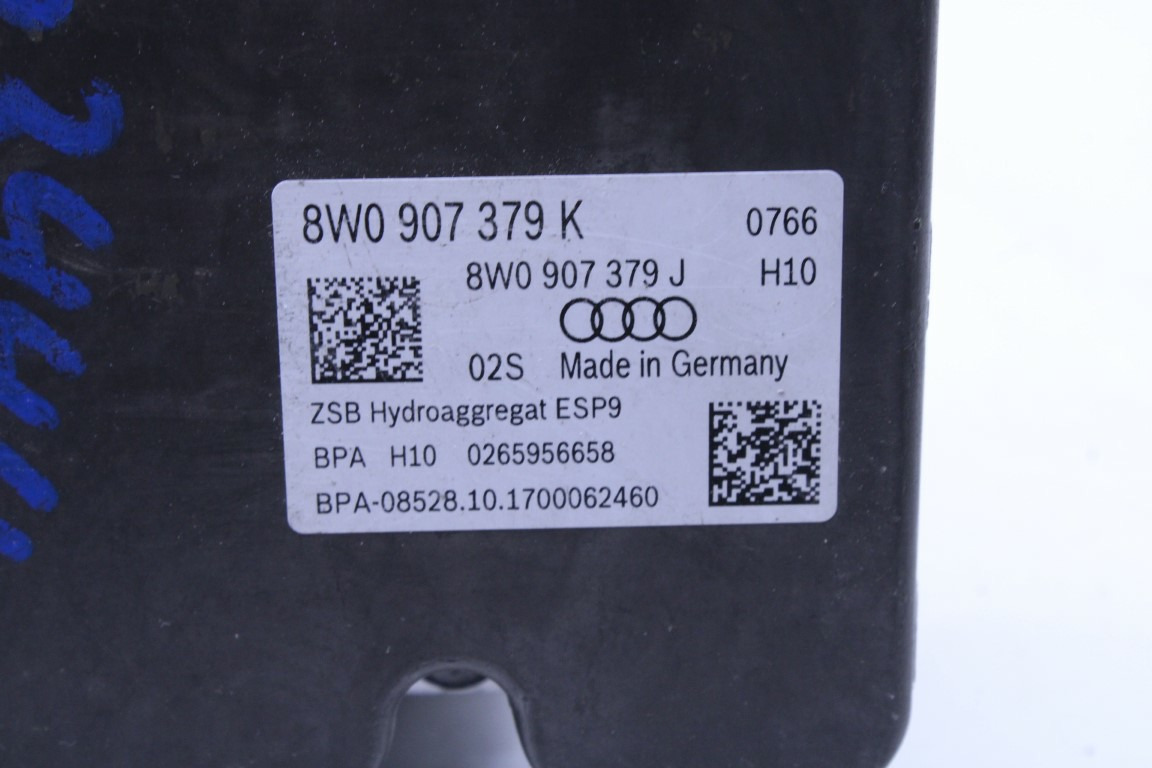 8W0 907 379 K 0766
8W0 907 379 J H10
02S Made in Germany
ZSB Hydroaggregat ESP9
BPA H10 0265956658
BPA-08528.10.1700062460